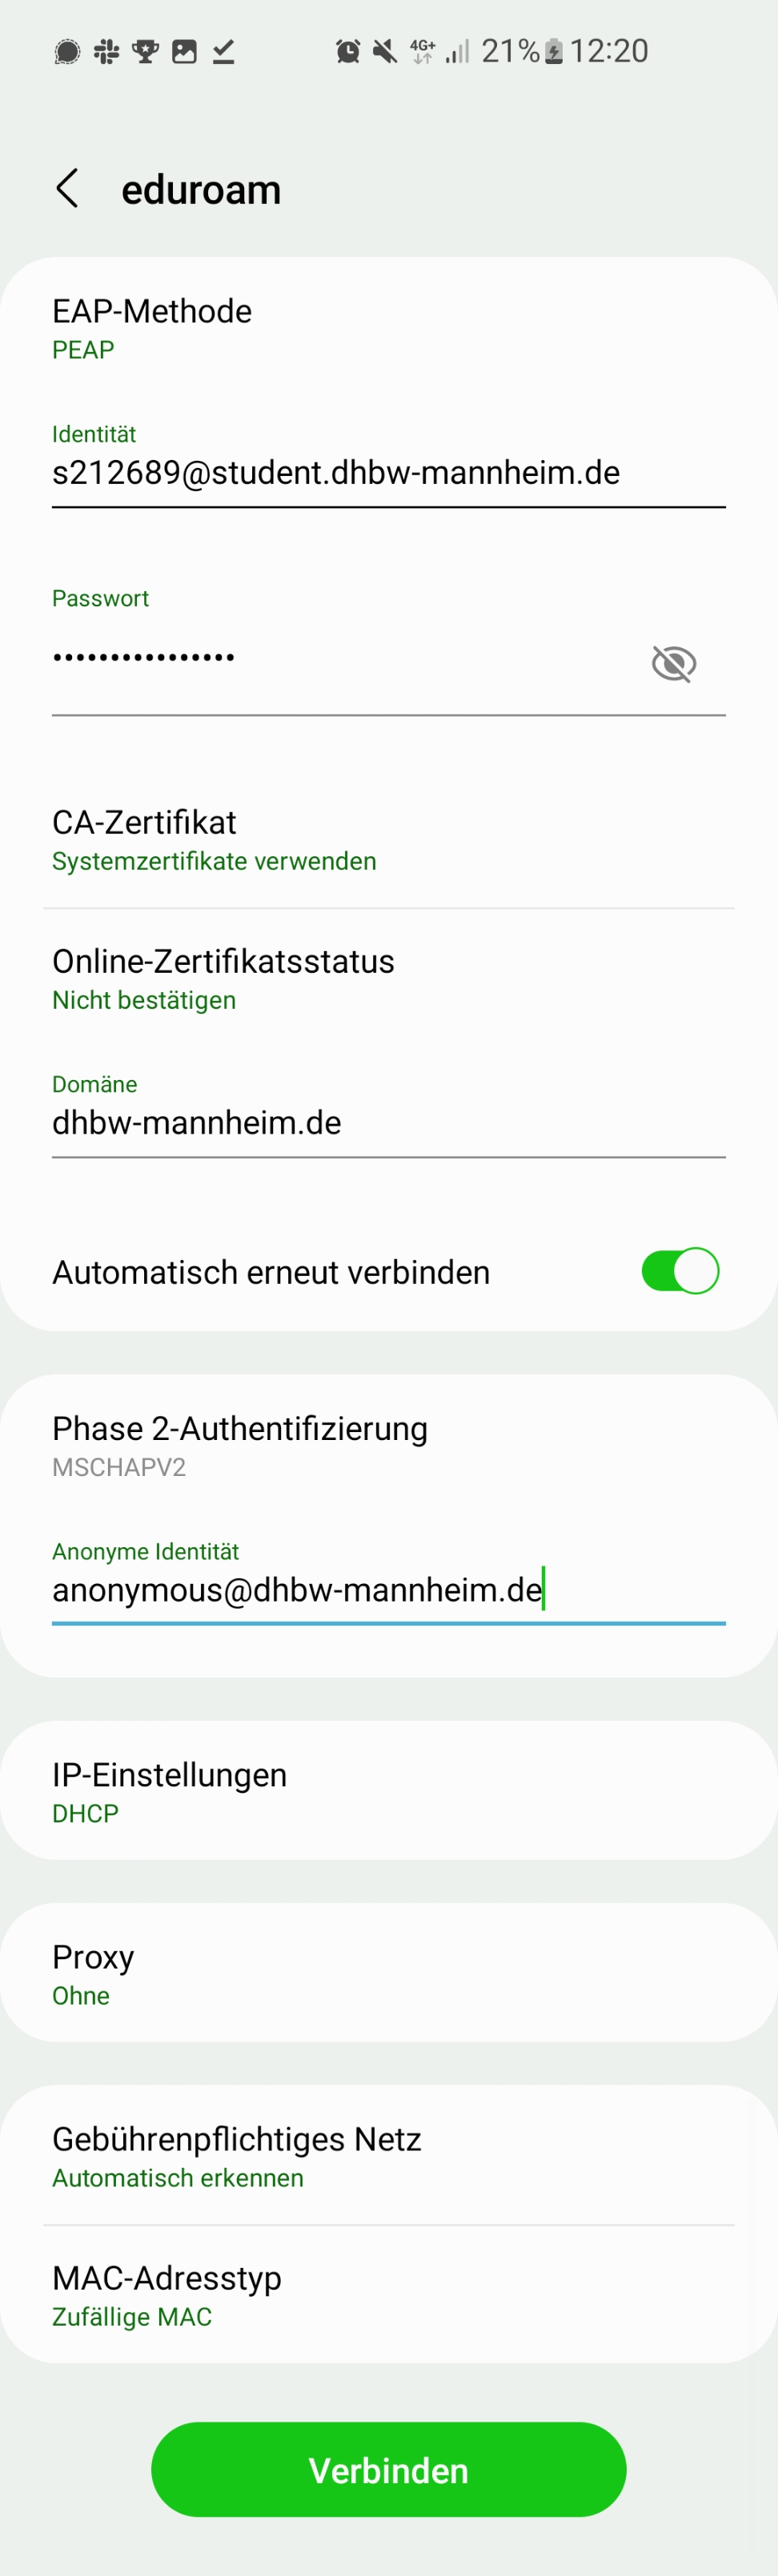 4G+ 21% 12:20
eduroam
EAP-Methode
PEAP
Identität
s212689@student.dhbw-mannheim.de
Passwort
••••••••••••••••
CA-Zertifikat
Systemzertifikate verwenden
Online-Zertifikatsstatus
Nicht bestätigen
Domäne
dhbw-mannheim.de
Automatisch erneut verbinden
Phase 2-Authentifizierung
MSCHAPV2
Anonyme Identität
anonymous@dhbw-mannheim.de
IP-Einstellungen
DHCP
Proxy
Ohne
Gebührenpflichtiges Netz
Automatisch erkennen
MAC-Adresstyp
Zufällige MAC
Verbinden